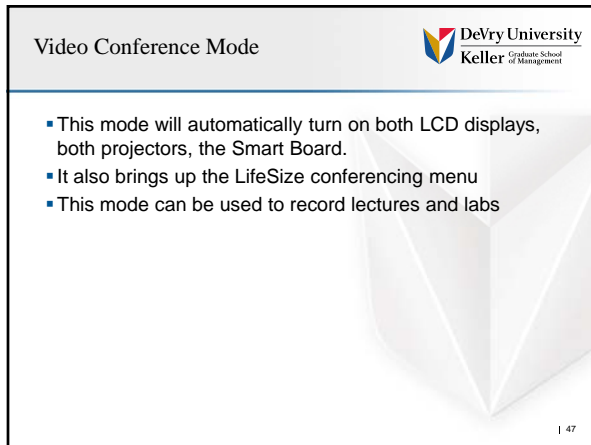 Video Conference Mode
DeVry University
Keller Graduate School
of Management
▪ This mode will automatically turn on both LCD displays,
both projectors, the Smart Board.
▪ It also brings up the LifeSize conferencing menu
▪ This mode can be used to record lectures and labs
| 47